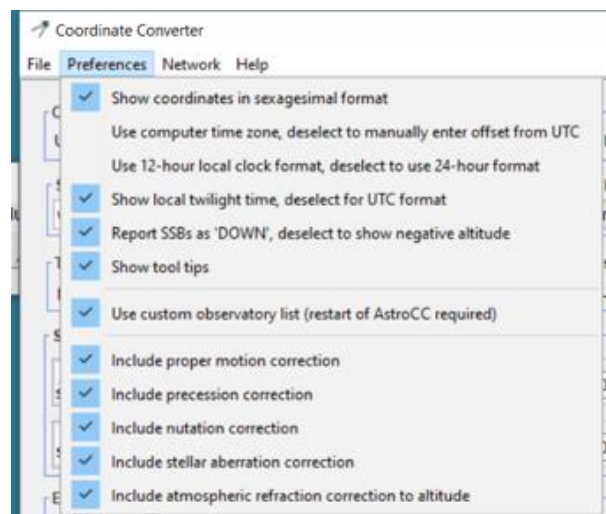 Coordinate Converter
File Preferences Network Help
Show coordinates in sexagesimal format
Use computer time zone, deselect to manually enter offset from UTC
Use 12-hour local clock format, deselect to use 24-hour format
Show local twilight time, deselect for UTC format
Report SSBs as 'DOWN', deselect to show negative altitude
Show tool tips
Use custom observatory list (restart of AstroCC required)
Include proper motion correction
Include precession correction
Include nutation correction
Include stellar aberration correction
Include atmospheric refraction correction to altitude